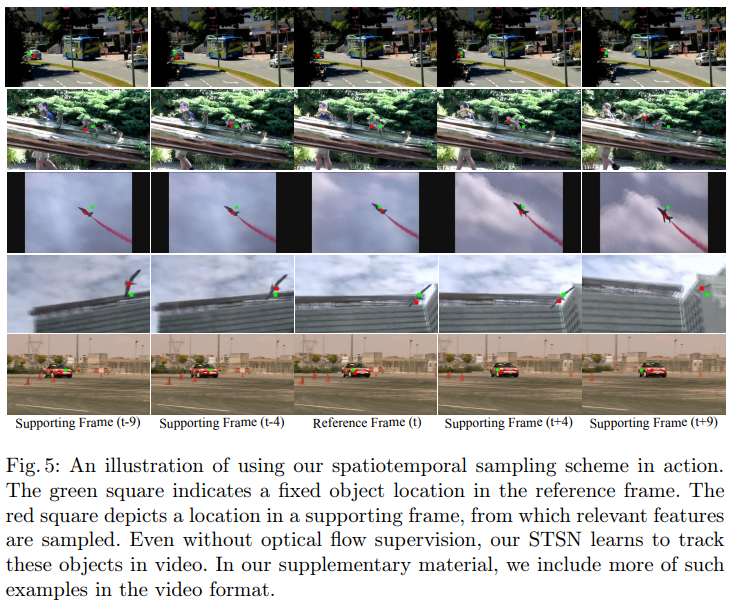 Supporting Frame (t-9) Supporting Frame (t-4) Reference Frame (t) Supporting Frame (t+4) Supporting Frame (t+9)
Fig. 5: An illustration of using our spatiotemporal sampling scheme in action.
The green square indicates a fixed object location in the reference frame. The
red square depicts a location in a supporting frame, from which relevant features
are sampled. Even without optical flow supervision, our STSN learns to track
these objects in video. In our supplementary material, we include more of such
examples in the video format.